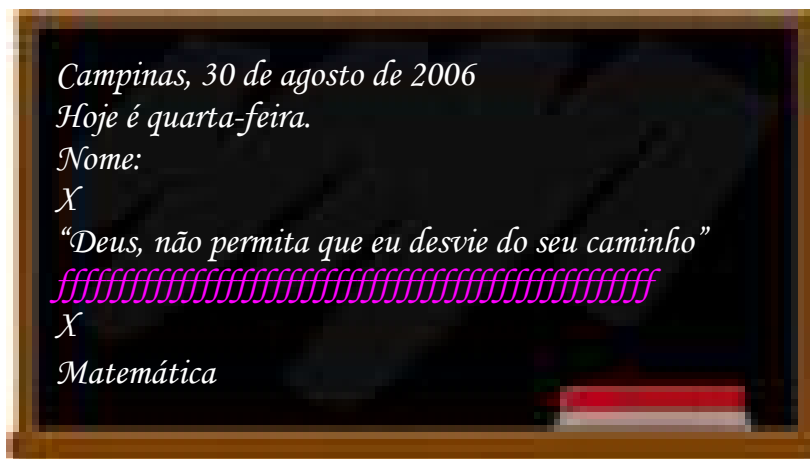 Campinas, 30 de agosto de 2006
Hoje é quarta-feira.
Nome:
X
“Deus, não permita que eu desvie do seu caminho”
ffffffffffffffffffffffffffffffffffffffffffffffffff
X
Matemática